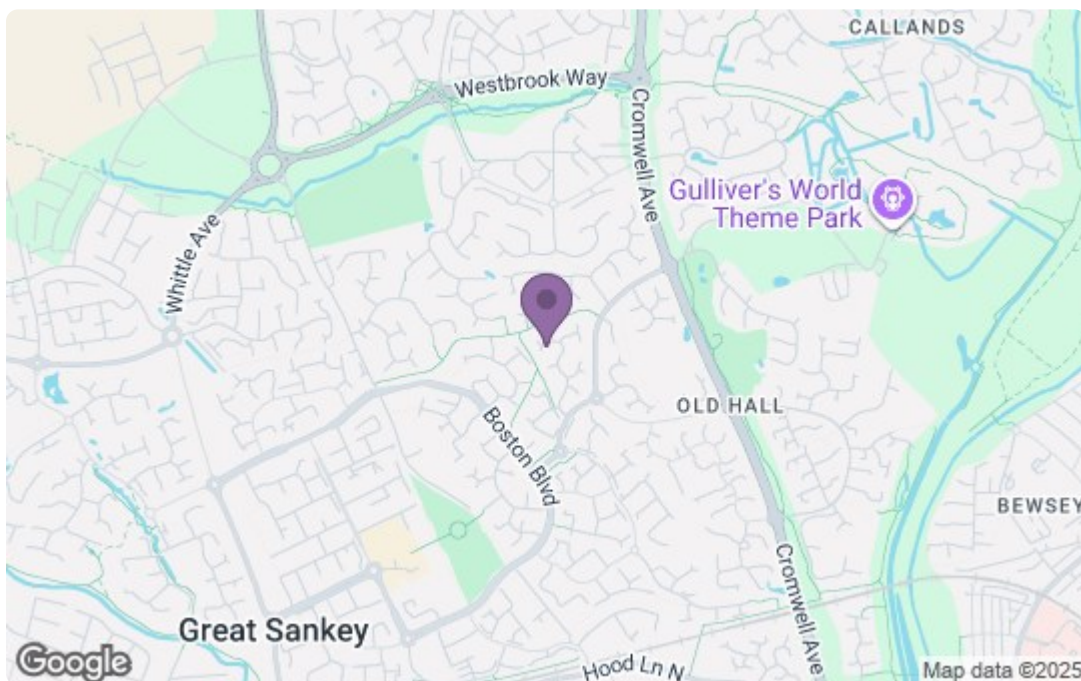 CALLANDS
Westbrook Way
Cromwell Ave
Gulliver's World
Theme Park
Whittle Ave
OLD HALL
Boston Blvd
BEWSEY
Cromwell Ave
Great Sankey
Hood Ln N
Google
Map data ©2025